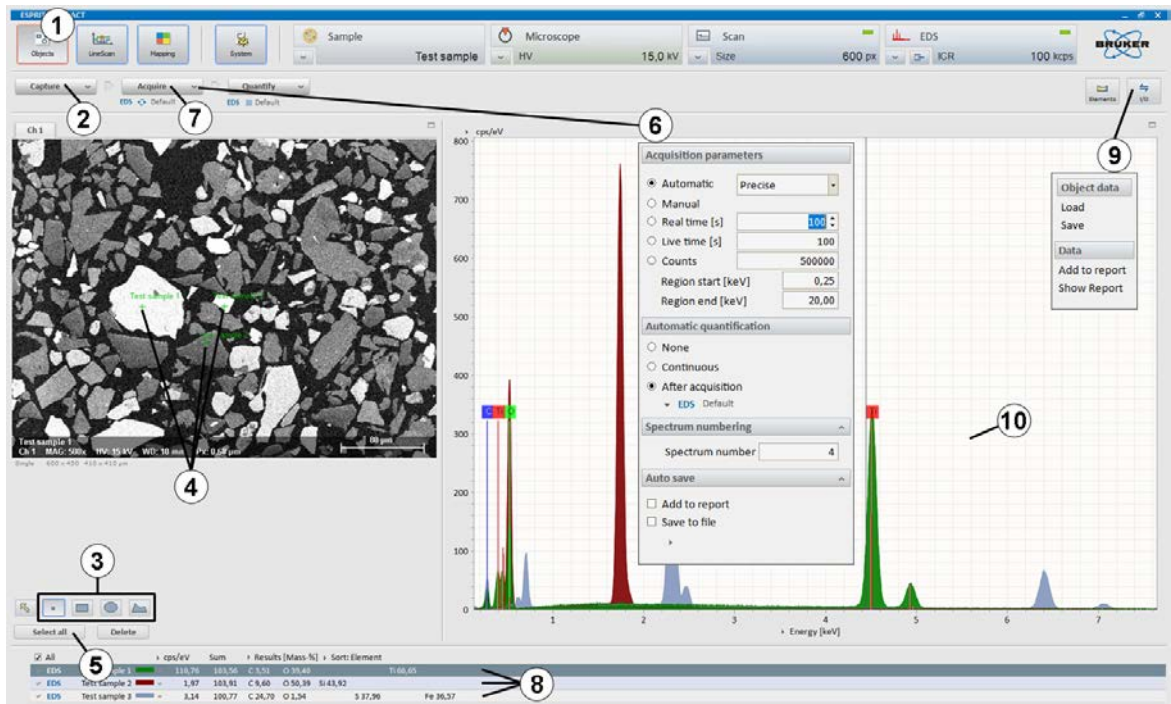 1
Objects
LineScan
Mapping
System
Sample
Test sample
Microscope
HV 15,0 kV
Scan
Size 600 px
EDS
ICR 100 kcps
BRUKER
Capture
Acquire
Quantify
EDS Default
EDS Default
2
7
6
Elements
I/O
9
Ch 1
Test sample 1
4
Test sample 1
Ch 1 MAG: 500x HV: 15 kV WD: 10 mm
Single 600 x 450 410 x 410 µm
cps/eV
800
700
600
500
400
300
200
100
0
1
2
3
4
5
6
7
Energy [keV]
C
Ti
O
Ti
Acquisition parameters
Automatic Precise
Manual
Real time [s] 100
Live time [s] 100
Counts 500000
Region start [keV] 0,25
Region end [keV] 20,00
Automatic quantification
None
Continuous
After acquisition
EDS Default
Spectrum numbering
Spectrum number 4
Auto save
Add to report
Save to file
Object data
Load
Save
Data
Add to report
Show Report
10
3
Select all
Delete
5
All cps/eV Sum Results [Mass-%] Sort: Element
EDS sample 1 110,76 103,56 C 3,51 O 33,40 Ti 66,65
EDS Test sample 2 1,97 103,91 C 9,60 O 50,39 Si 43,92
EDS Test sample 3 3,14 100,77 C 24,70 O 1,54 S 37,96 Fe 36,57
8